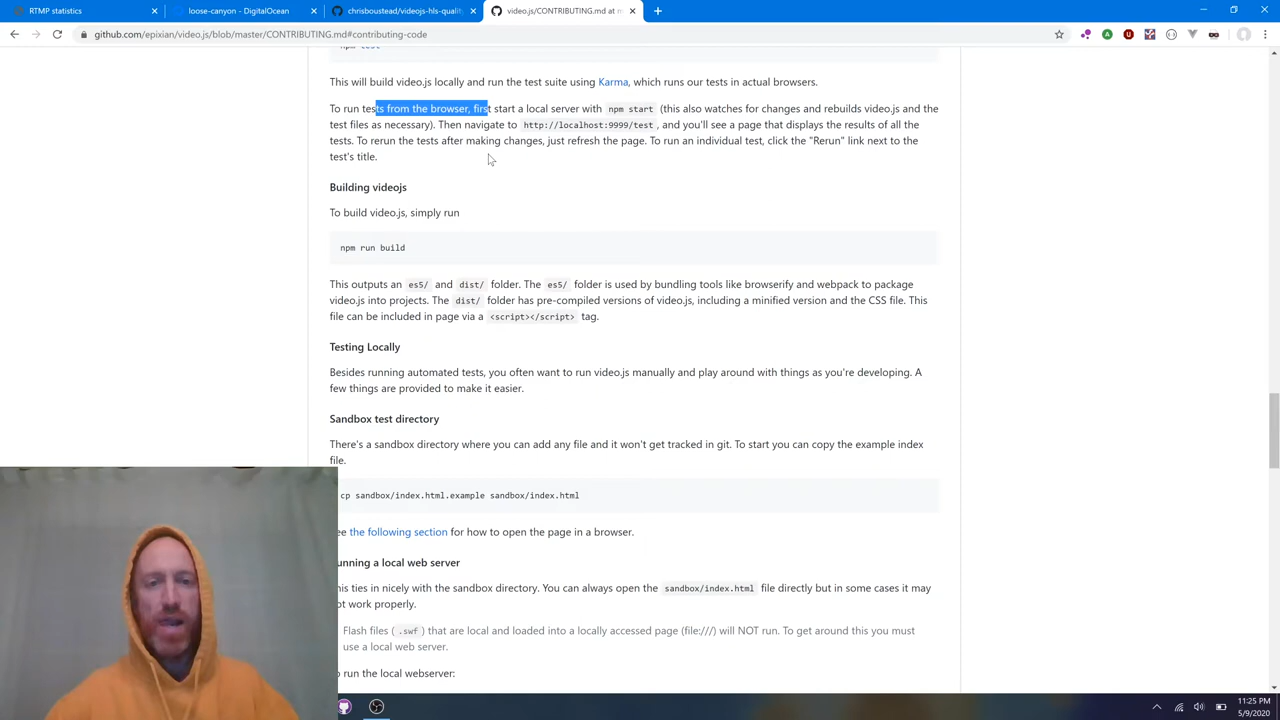 RTMP statistics
loose-canyon - DigitalOcean
chrisboustead/videojs-hls-quality
video.js/CONTRIBUTING.md at m
github.com/epixian/video.js/blob/master/CONTRIBUTING.md#contributing-code
npm test
This will build video.js locally and run the test suite using Karma, which runs our tests in actual browsers.
To run tests from the browser, first start a local server with npm start (this also watches for changes and rebuilds video.js and the
test files as necessary). Then navigate to http://localhost:9999/test , and you'll see a page that displays the results of all the
tests. To rerun the tests after making changes, just refresh the page. To run an individual test, click the "Rerun" link next to the
test's title.
Building videojs
To build video.js, simply run
npm run build
This outputs an es5/ and dist/ folder. The es5/ folder is used by bundling tools like browserify and webpack to package
video.js into projects. The dist/ folder has pre-compiled versions of video.js, including a minified version and the CSS file. This
file can be included in page via a <script></script> tag.
Testing Locally
Besides running automated tests, you often want to run video.js manually and play around with things as you're developing. A
few things are provided to make it easier.
Sandbox test directory
There's a sandbox directory where you can add any file and it won't get tracked in git. To start you can copy the example index
file.
cp sandbox/index.html.example sandbox/index.html
ee the following section for how to open the page in a browser.
unning a local web server
his ties in nicely with the sandbox directory. You can always open the sandbox/index.html file directly but in some cases it may
ot work properly.
Flash files ( .swf ) that are local and loaded into a locally accessed page (file:///) will NOT run. To get around this you must
use a local web server.
o run the local webserver:
11:25 PM
5/9/2020